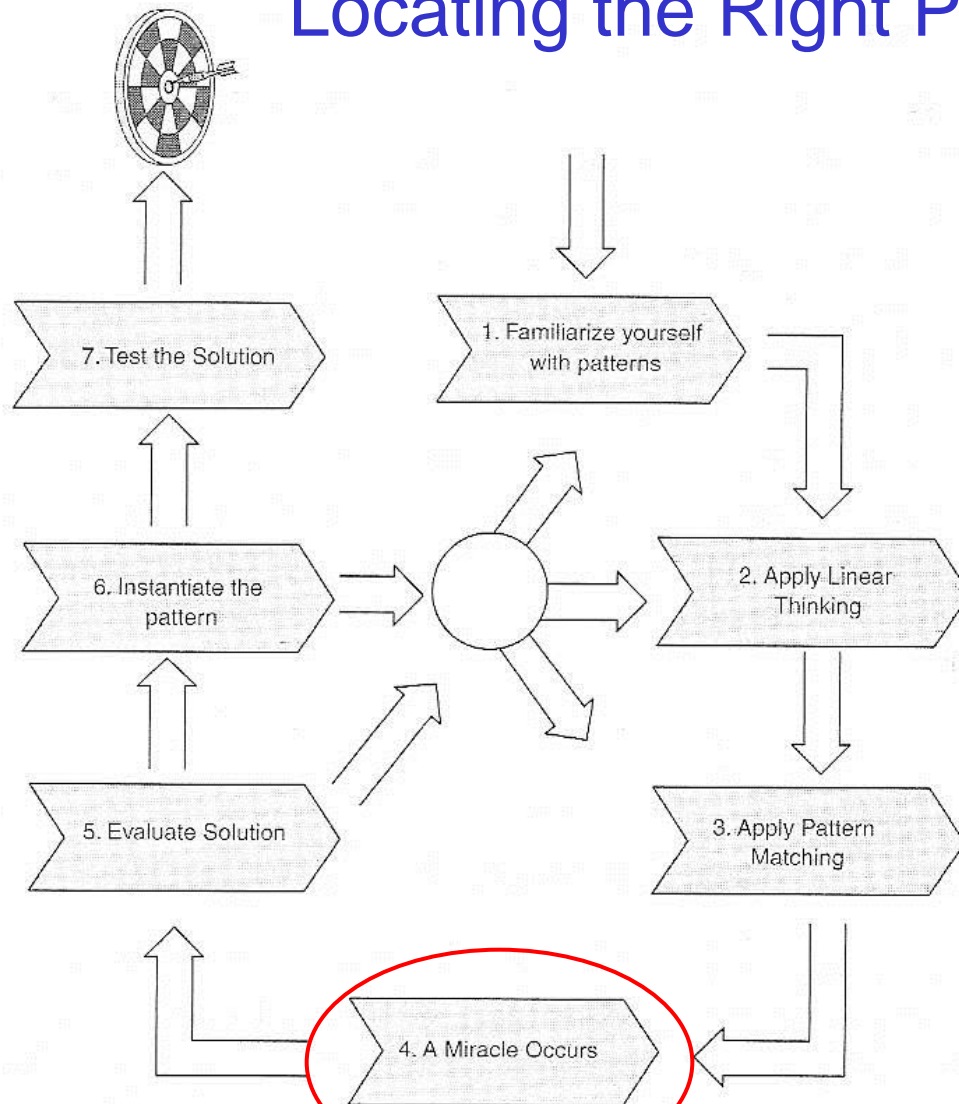 Locating the Right P
1. Familiarize yourself
with patterns
2. Apply Linear
Thinking
3. Apply Pattern
Matching
4. A Miracle Occurs
5. Evaluate Solution
6. Instantiate the
pattern
7. Test the Solution